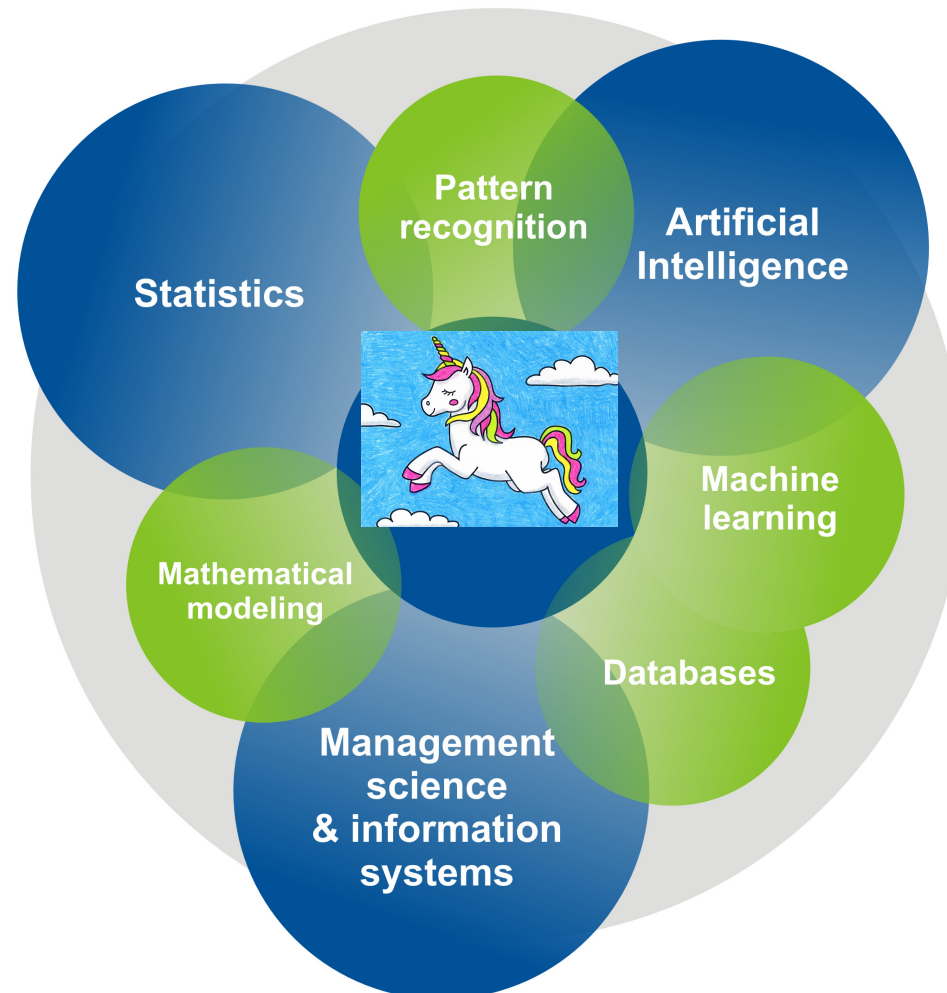 Pattern
recognition
Artificial
Intelligence
Statistics
Machine
learning
Mathematical
modeling
Databases
Management
science
& information
systems